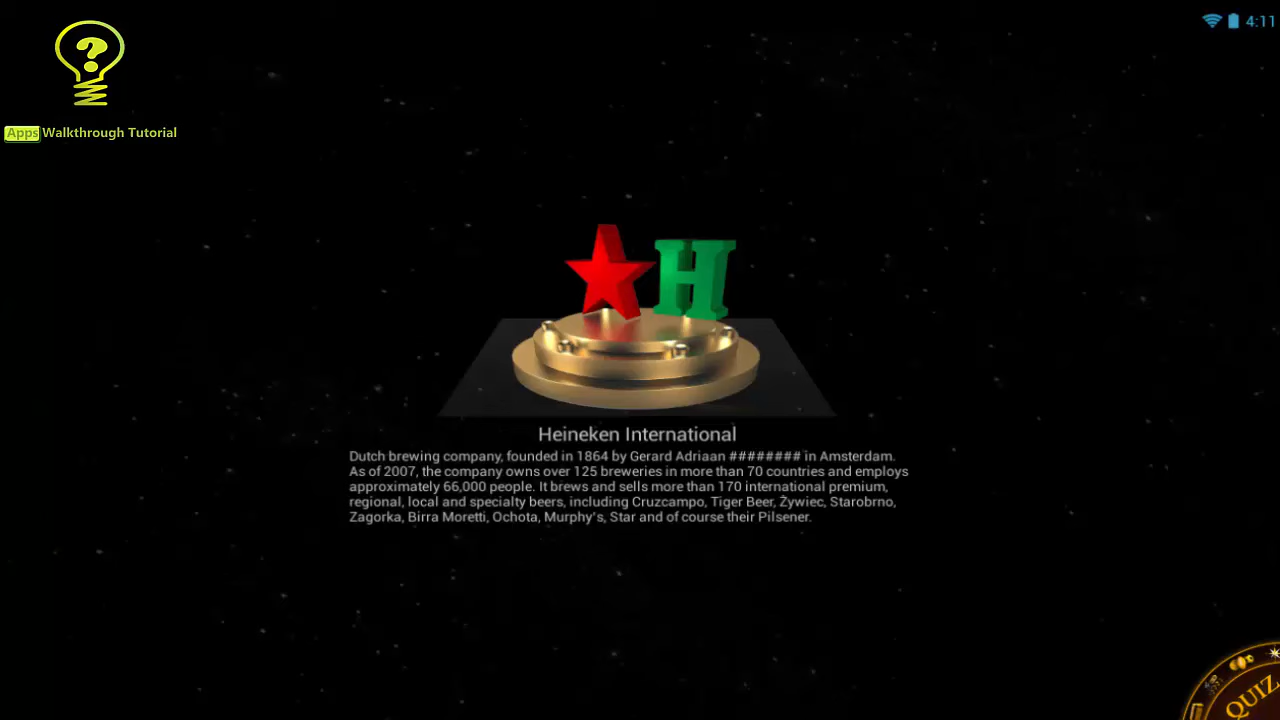 4:11
?
Apps Walkthrough Tutorial
H
Heineken International
Dutch brewing company, founded in 1864 by Gerard Adriaan ######## in Amsterdam.
As of 2007, the company owns over 125 breweries in more than 70 countries and employs
approximately 66,000 people. It brews and sells more than 170 international premium,
regional, local and specialty beers, including Cruzcampo, Tiger Beer, Żywiec, Starobrno,
Zagorka, Birra Moretti, Ochota, Murphy's, Star and of course their Pilsener.
QUIZ